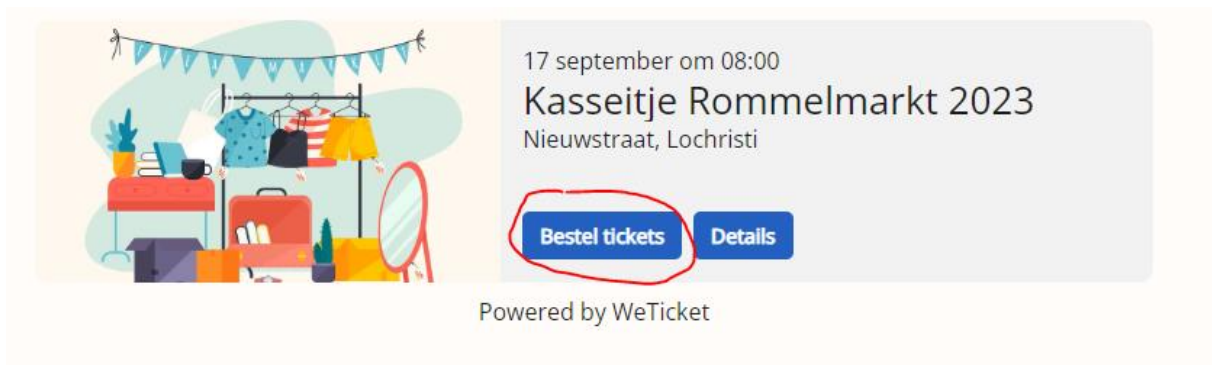 17 september om 08:00
Kasseitje Rommelmarkt 2023
Nieuwstraat, Lochristi
Bestel tickets Details
Powered by WeTicket